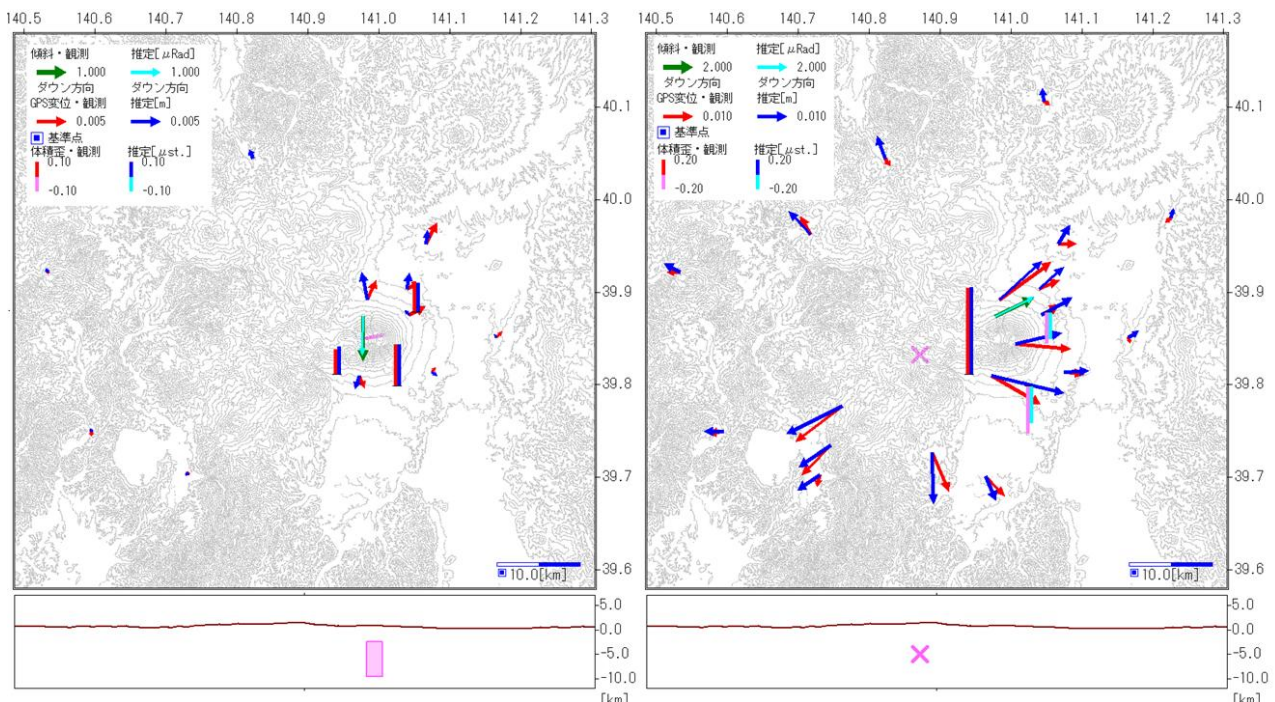 140.5 140.6 140.7 140.8 140.9 141.0 141.1 141.2 141.3
傾斜・観測 推定[μRad]
1.000 1.000
ダウン方向 ダウン方向
GPS変位・観測 推定[m]
0.005 0.005
基準点
体積歪・観測 推定[μst.]
0.10 0.10
-0.10 -0.10
40.1
40.0
39.9
39.8
39.7
39.6
10.0[km]
5.0
0.0
-5.0
-10.0
[km]
140.5 140.6 140.7 140.8 140.9 141.0 141.1 141.2 141.3
傾斜・観測 推定[μRad]
2.000 2.000
ダウン方向 ダウン方向
GPS変位・観測 推定[m]
0.010 0.010
基準点
体積歪・観測 推定[μst.]
0.20 0.20
-0.20 -0.20
40.1
40.0
39.9
39.8
39.7
39.6
10.0[km]
5.0
0.0
-5.0
-10.0
[km]